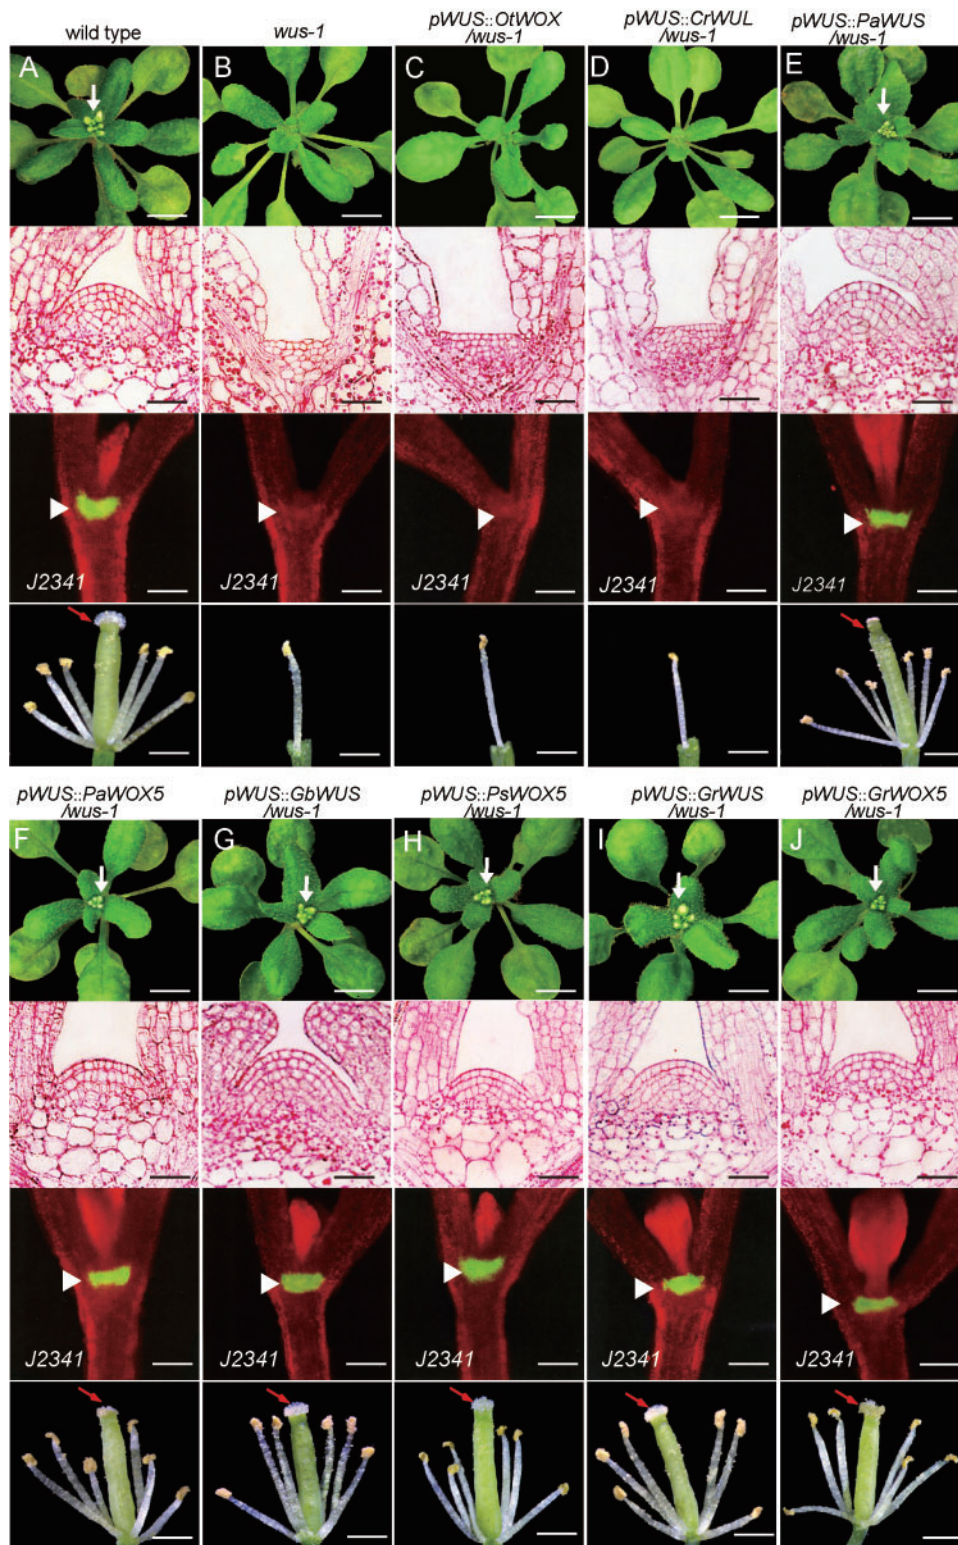 wild type
wus-1
pWUS::OtWOX
/wus-1
pWUS::CrWUL
/wus-1
pWUS::PaWUS
/wus-1
A
B
C
D
E
J2341
J2341
J2341
J2341
J2341
pWUS::PaWOX5
/wus-1
pWUS::GbWUS
/wus-1
pWUS::PsWOX5
/wus-1
pWUS::GrWUS
/wus-1
pWUS::GrWOX5
/wus-1
F
G
H
I
J
J2341
J2341
J2341
J2341
J2341